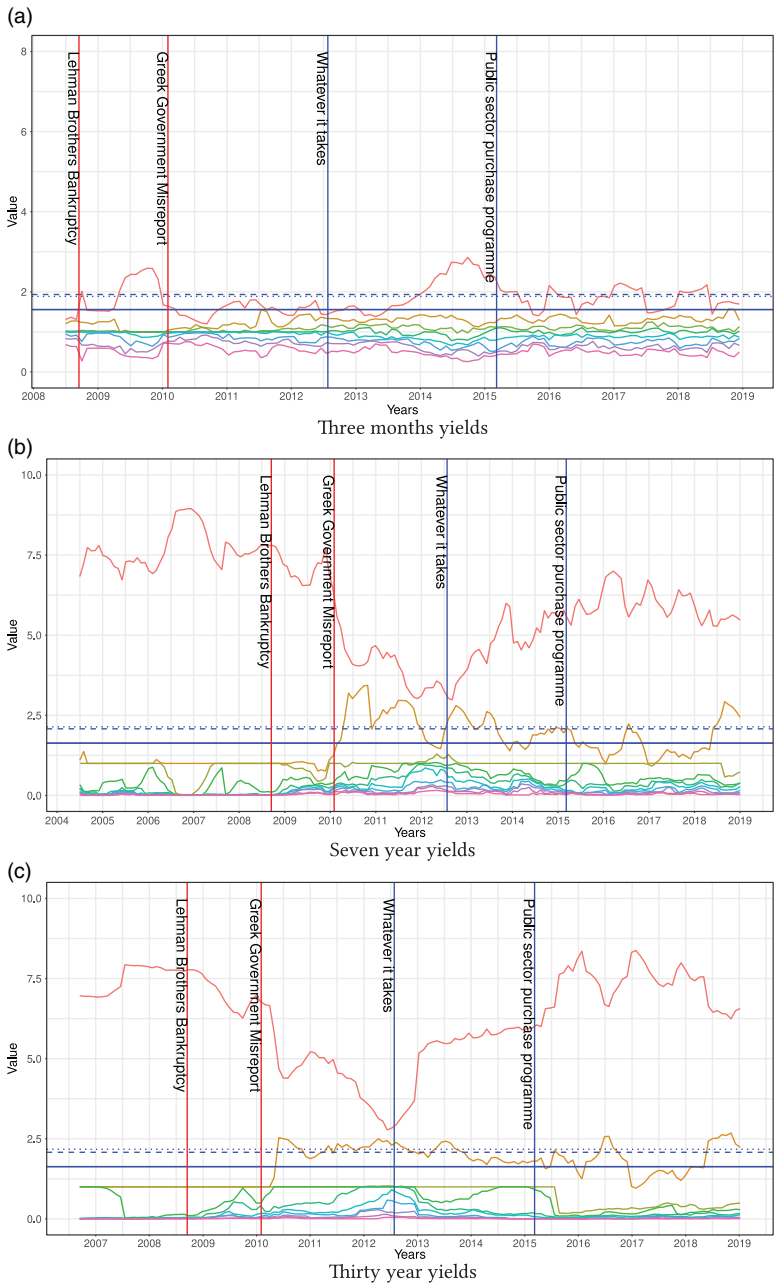 (a)
8
6
4
2
0
Value
Lehman Brothers Bankruptcy
Greek Government Misreport
Whatever it takes
Public sector purchase programme
2008 2009 2010 2011 2012 2013 2014 2015 2016 2017 2018 2019
Years
Three months yields
(b)
10.0
7.5
5.0
2.5
0.0
Value
Lehman Brothers Bankruptcy
Greek Government Misreport
Whatever it takes
Public sector purchase programme
2004 2005 2006 2007 2008 2009 2010 2011 2012 2013 2014 2015 2016 2017 2018 2019
Years
Seven year yields
(c)
10.0
7.5
5.0
2.5
0.0
Value
Lehman Brothers Bankruptcy
Greek Government Misreport
Whatever it takes
Public sector purchase programme
2007 2008 2009 2010 2011 2012 2013 2014 2015 2016 2017 2018 2019
Years
Thirty year yields